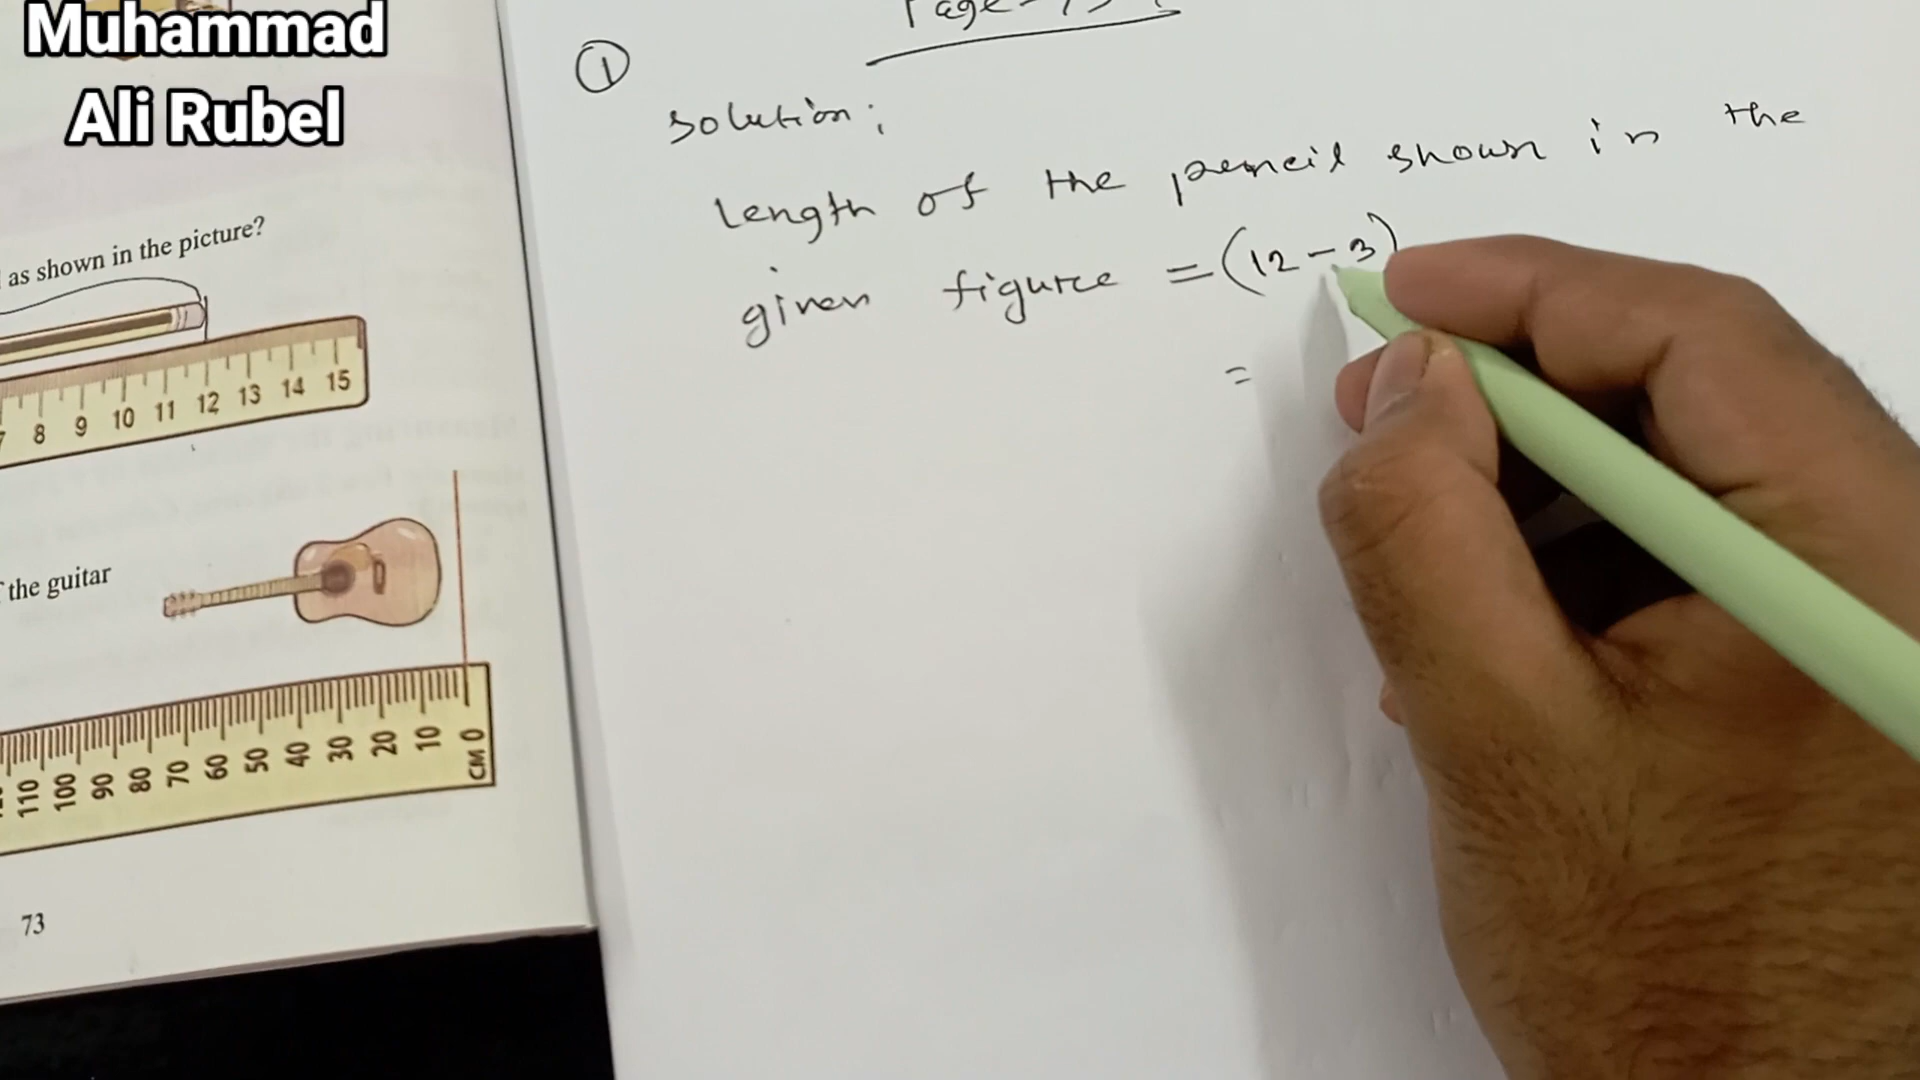 Muhammad
Ali Rubel
Page-
①
Solution:
Length of the pencil shown in the
given figure = (12-3)
=
as shown in the picture?
7 8 9 10 11 12 13 14 15
the guitar
110 100 90 80 70 60 50 40 30 20 10 CM 0
73